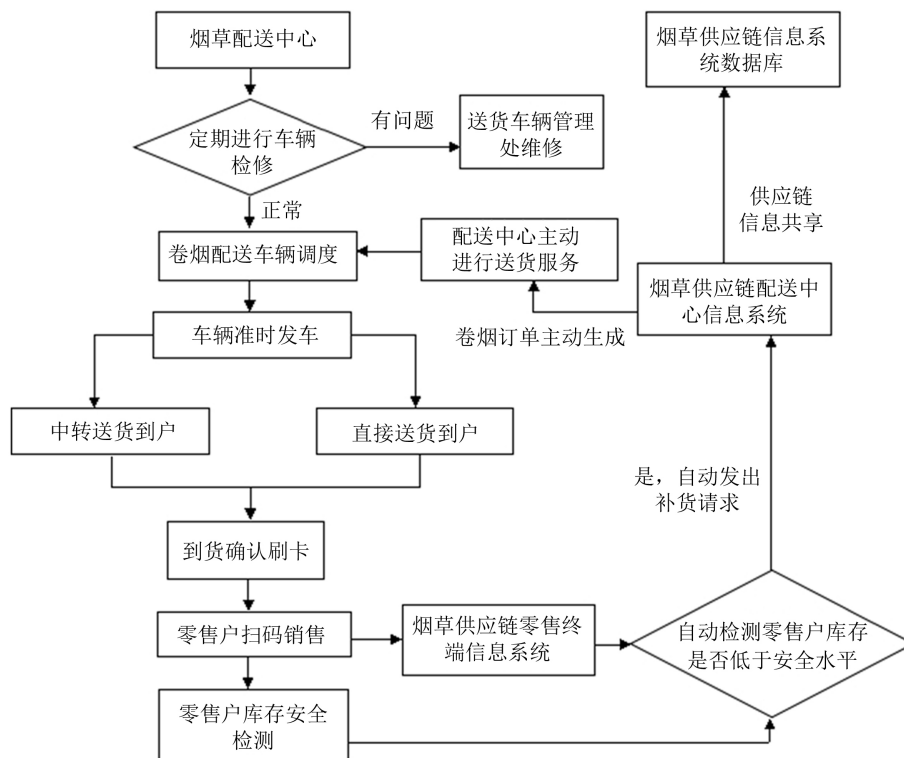 烟草配送中心
烟草供应链信息系
统数据库
定期进行车辆
检修
有问题
送货车辆管理
处维修
正常
供应链
信息共享
卷烟配送车辆调度
配送中心主动
进行送货服务
烟草供应链配送中
心信息系统
车辆准时发车
卷烟订单主动生成
中转送货到户
直接送货到户
是，自动发出
补货请求
到货确认刷卡
零售户扫码销售
烟草供应链零售终
端信息系统
自动检测零售户库存
是否低于安全水平
零售户库存安全
检测